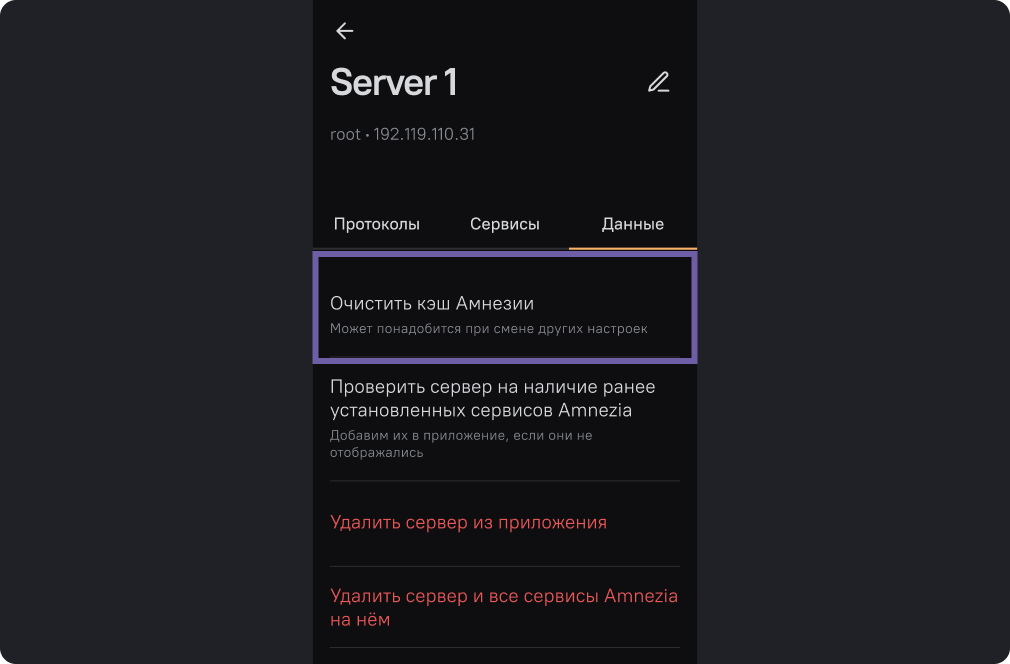 Server 1
root • 192.119.110.31
Протоколы
Сервисы
Данные
Очистить кэш Амнезии
Может понадобится при смене других настроек
Проверить сервер на наличие ранее
установленных сервисов Amnezia
Добавим их в приложение, если они не
отображались
Удалить сервер из приложения
Удалить сервер и все сервисы Amnezia
на нём